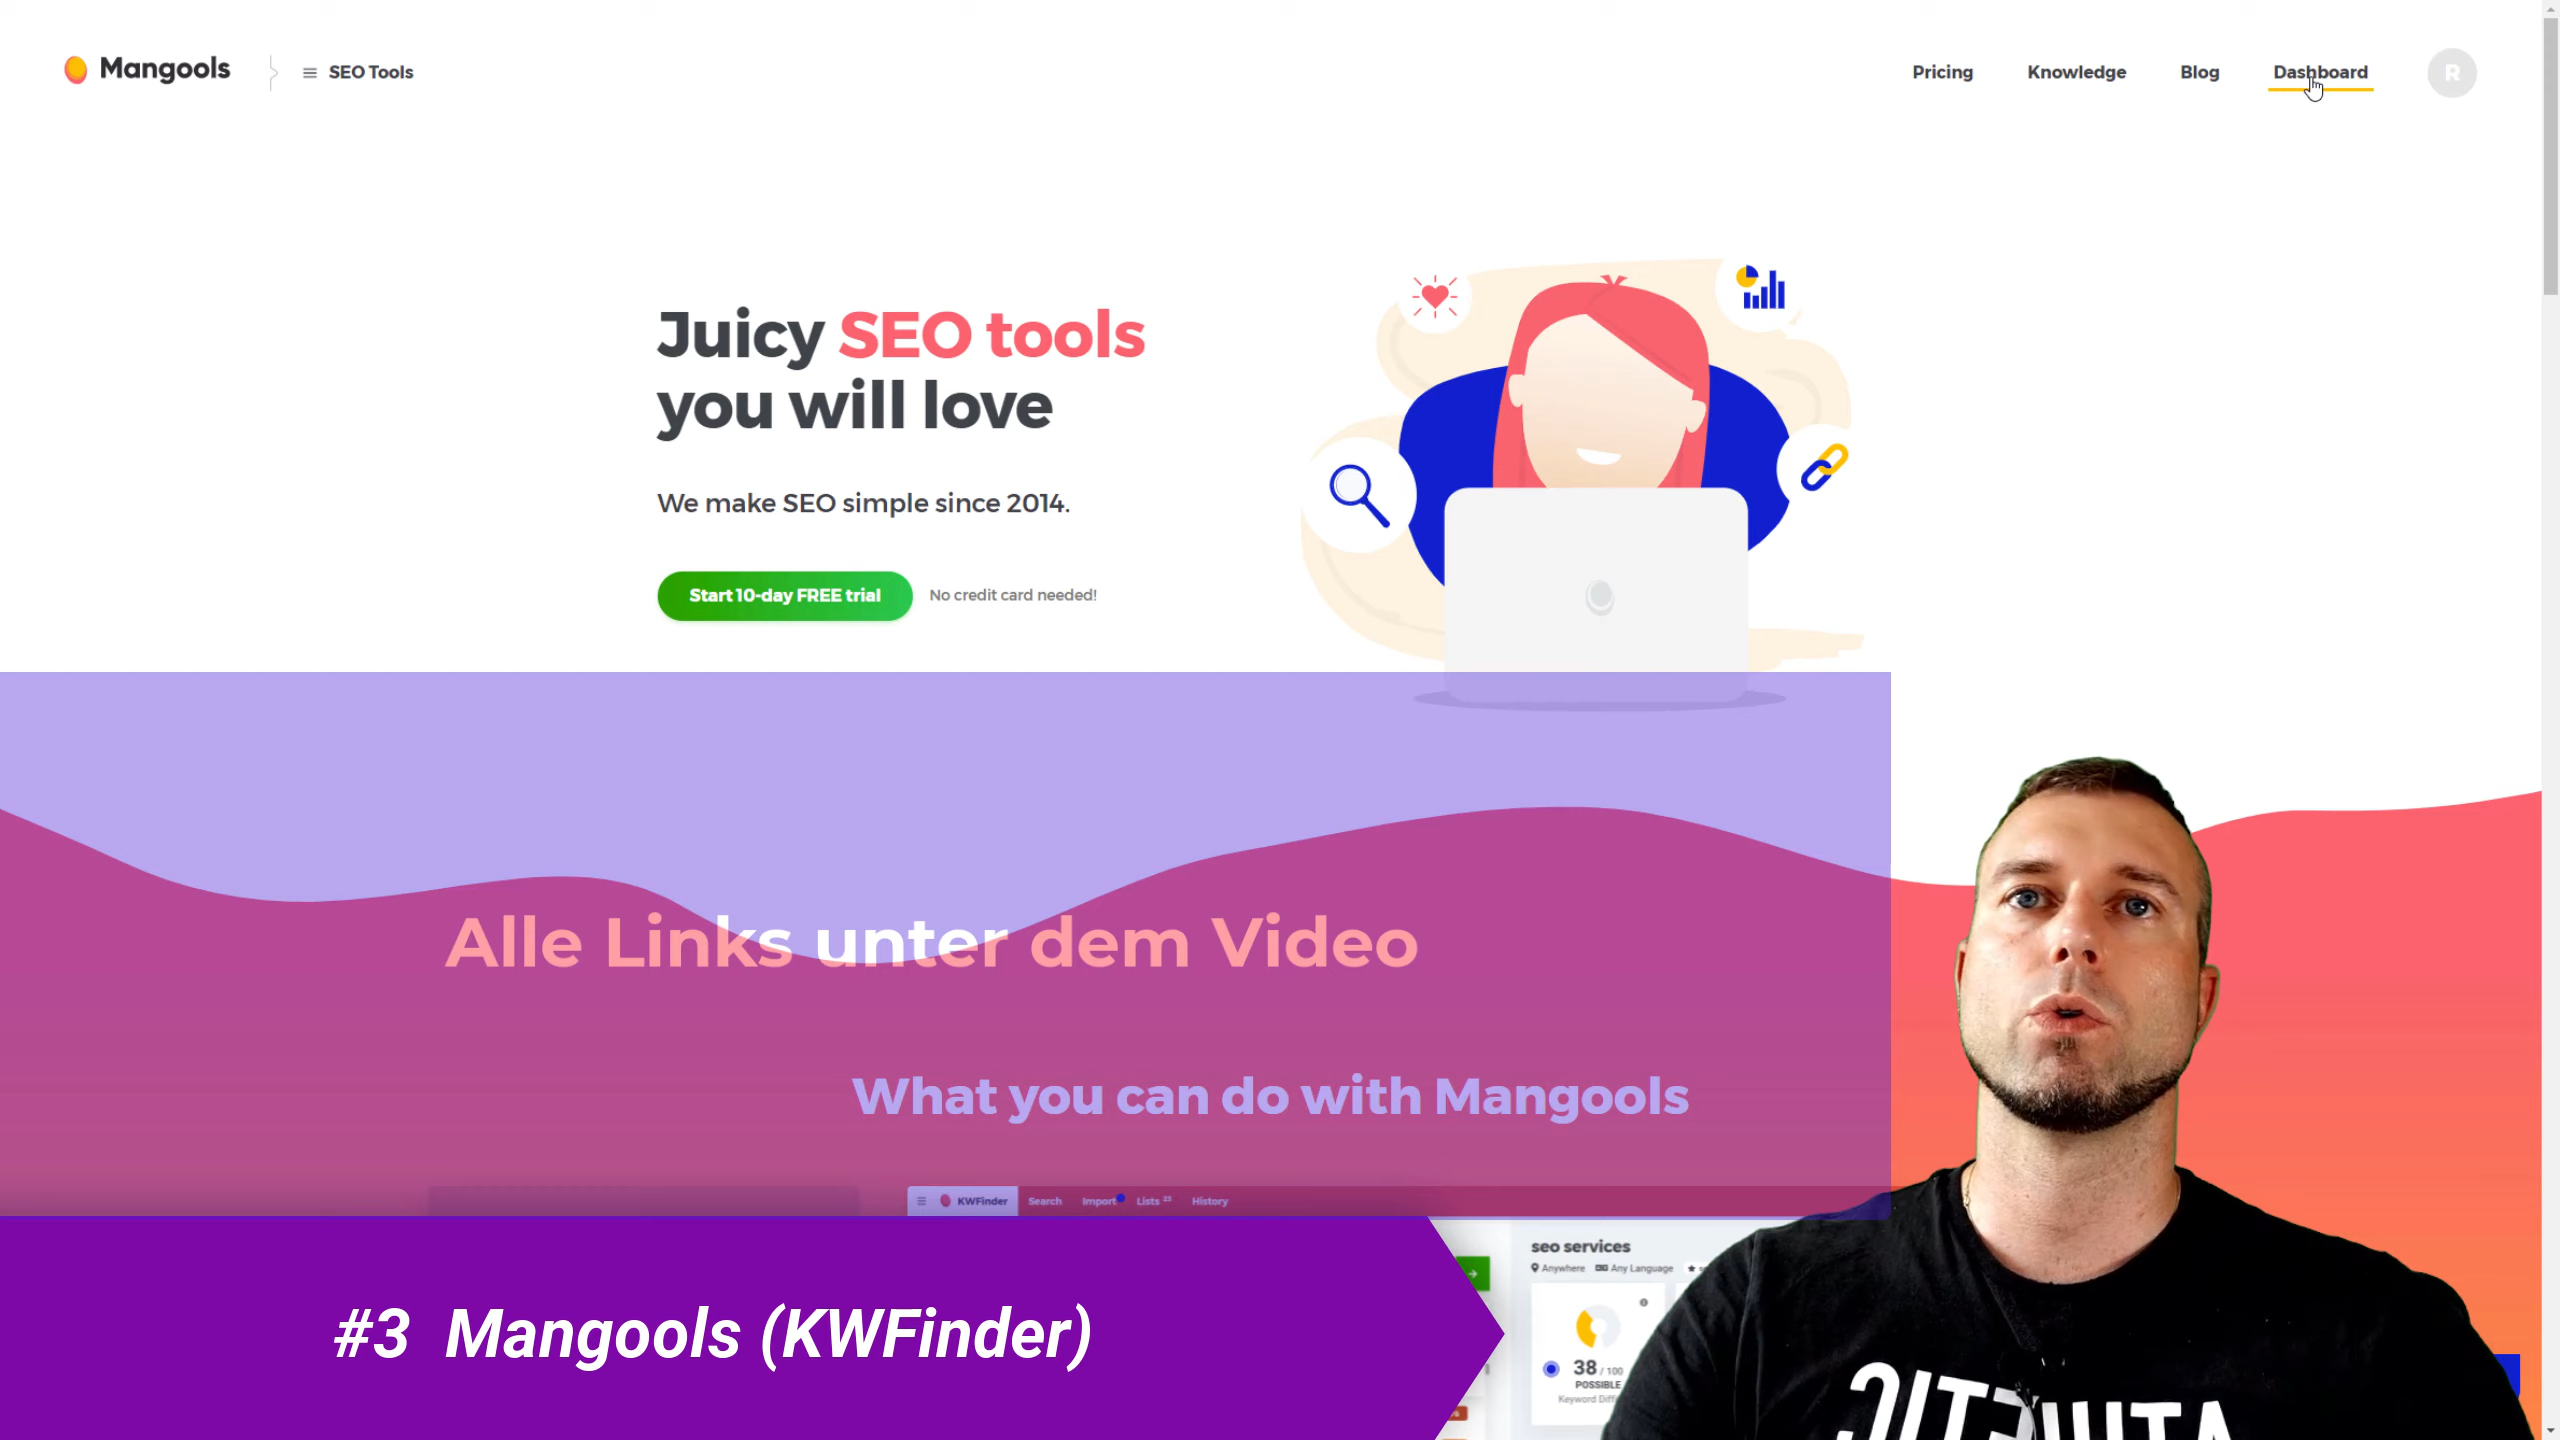 Mangools
SEO Tools
Pricing
Knowledge
Blog
Dashboard
R
Juicy SEO tools
you will love
We make SEO simple since 2014.
Start 10-day FREE trial
No credit card needed!
Alle Links unter dem Video
What you can do with Mangools
KWFinder
Search
Import
Lists 23
History
seo services
Anywhere
Any Language
38 / 100
POSSIBLE
Keyword
#3 Mangools (KWFinder)